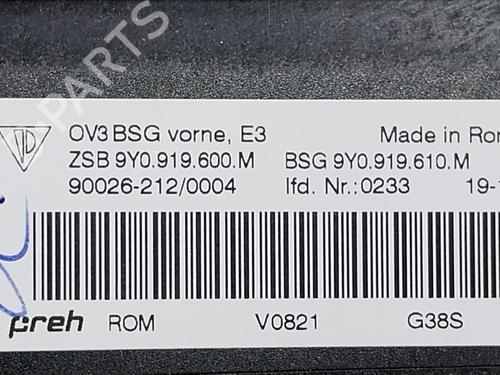 OV3 BSG vorne, E3 Made in Rom
ZSB 9Y0.919.600.M BSG 9Y0.919.610.M
90026-212/0004 lfd. Nr.:0233 19-1
preh ROM V0821 G38S
PARTS